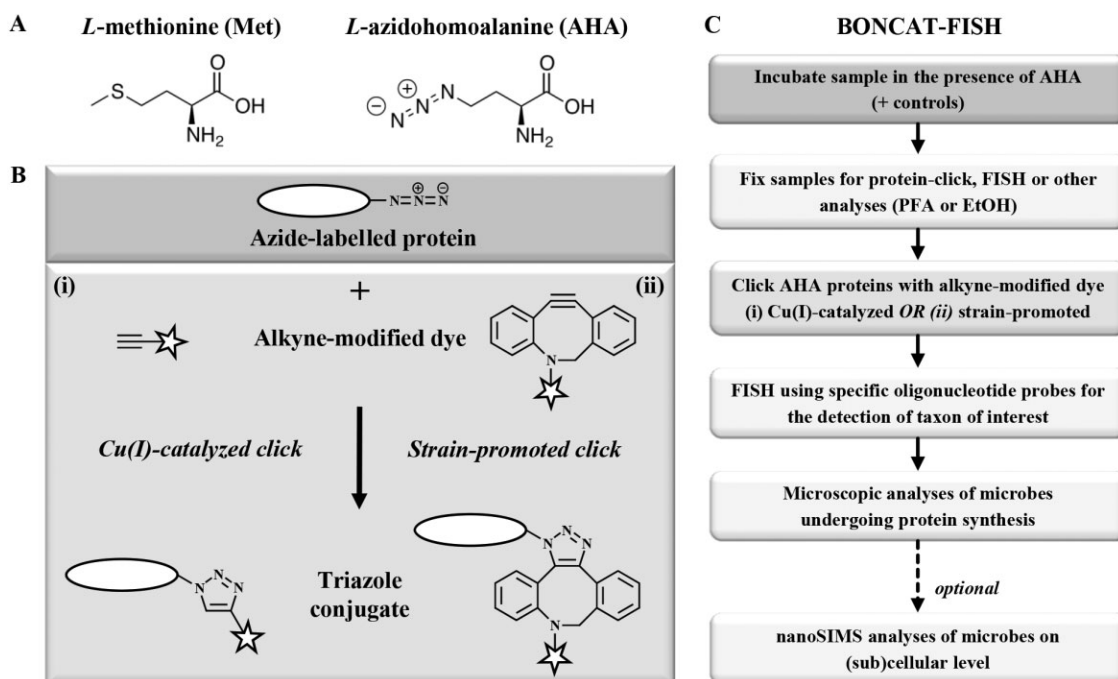 A
L-methionine (Met)
L-azidohomoalanine (AHA)
S
O
OH
NH₂
⊖
N
⊕
N
N
O
OH
NH₂
B
N
⊕
N
⊖
N
Azide-labelled protein
(i)
+
(ii)
Alkyne-modified dye
N
Cu(I)-catalyzed click
Strain-promoted click
N
N
N
Triazole
conjugate
N
N
N
N
C
BONCAT-FISH
Incubate sample in the presence of AHA
(+ controls)
Fix samples for protein-click, FISH or other
analyses (PFA or EtOH)
Click AHA proteins with alkyne-modified dye
(i) Cu(I)-catalyzed OR (ii) strain-promoted
FISH using specific oligonucleotide probes for
the detection of taxon of interest
Microscopic analyses of microbes
undergoing protein synthesis
optional
nanoSIMS analyses of microbes on
(sub)cellular level